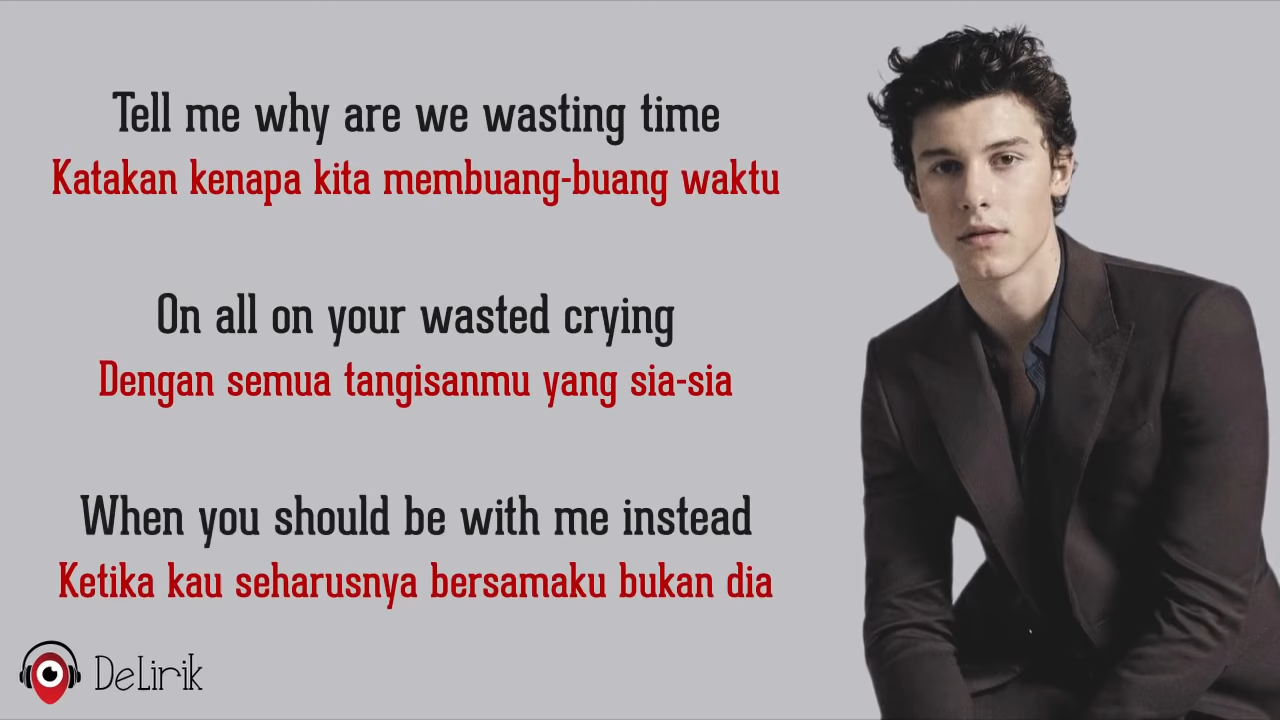 Tell me why are we wasting time
Katakan kenapa kita membuang-buang waktu
On all on your wasted crying
Dengan semua tangisanmu yang sia-sia
When you should be with me instead
Ketika kau seharusnya bersamaku bukan dia
DeLirik